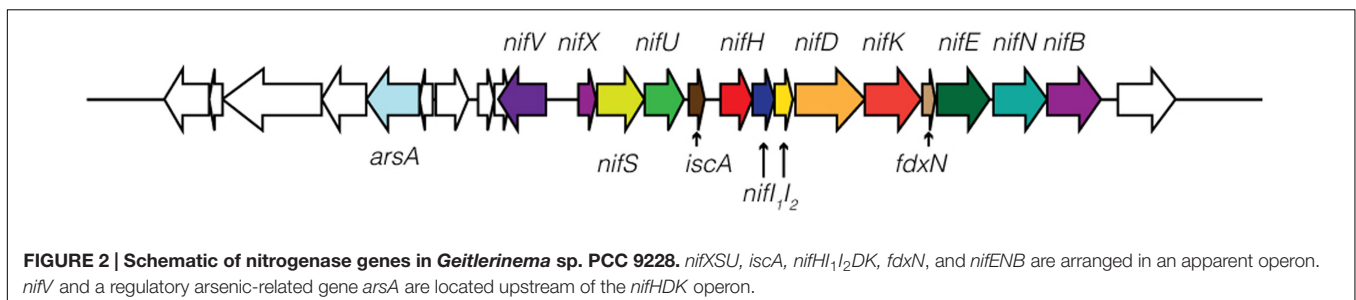 nifV nifX nifU nifH nifD nifK nifE nifN nifB
arsA nifS iscA fdxN
nifI₁I₂
FIGURE 2 | Schematic of nitrogenase genes in Geitlerinema sp. PCC 9228. nifXSU, iscA, nifHI₁I₂DK, fdxN, and nifENB are arranged in an apparent operon.
nifV and a regulatory arsenic-related gene arsA are located upstream of the nifHDK operon.